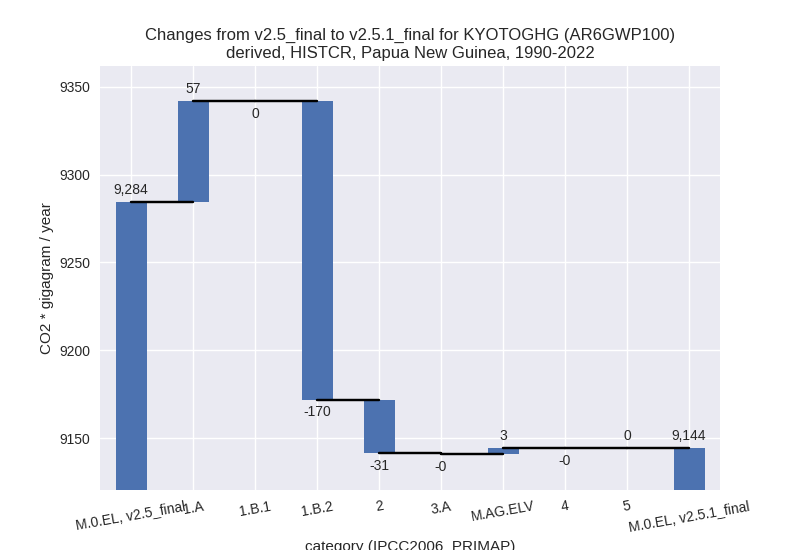 Changes from v2.5_final to v2.5.1_final for KYOTOGHG (AR6GWP100)
derived, HISTCR, Papua New Guinea, 1990-2022
CO2 * gigagram / year
9350
9300
9250
9200
9150
9,284
57
0
-170
-31
-0
3
-0
0
9,144
M.0.EL, v2.5_final
1.A
1.B.1
1.B.2
2
3.A
M.AG.ELV
4
5
M.0.EL, v2.5.1_final
category (IPCC2006_PRIMAP)